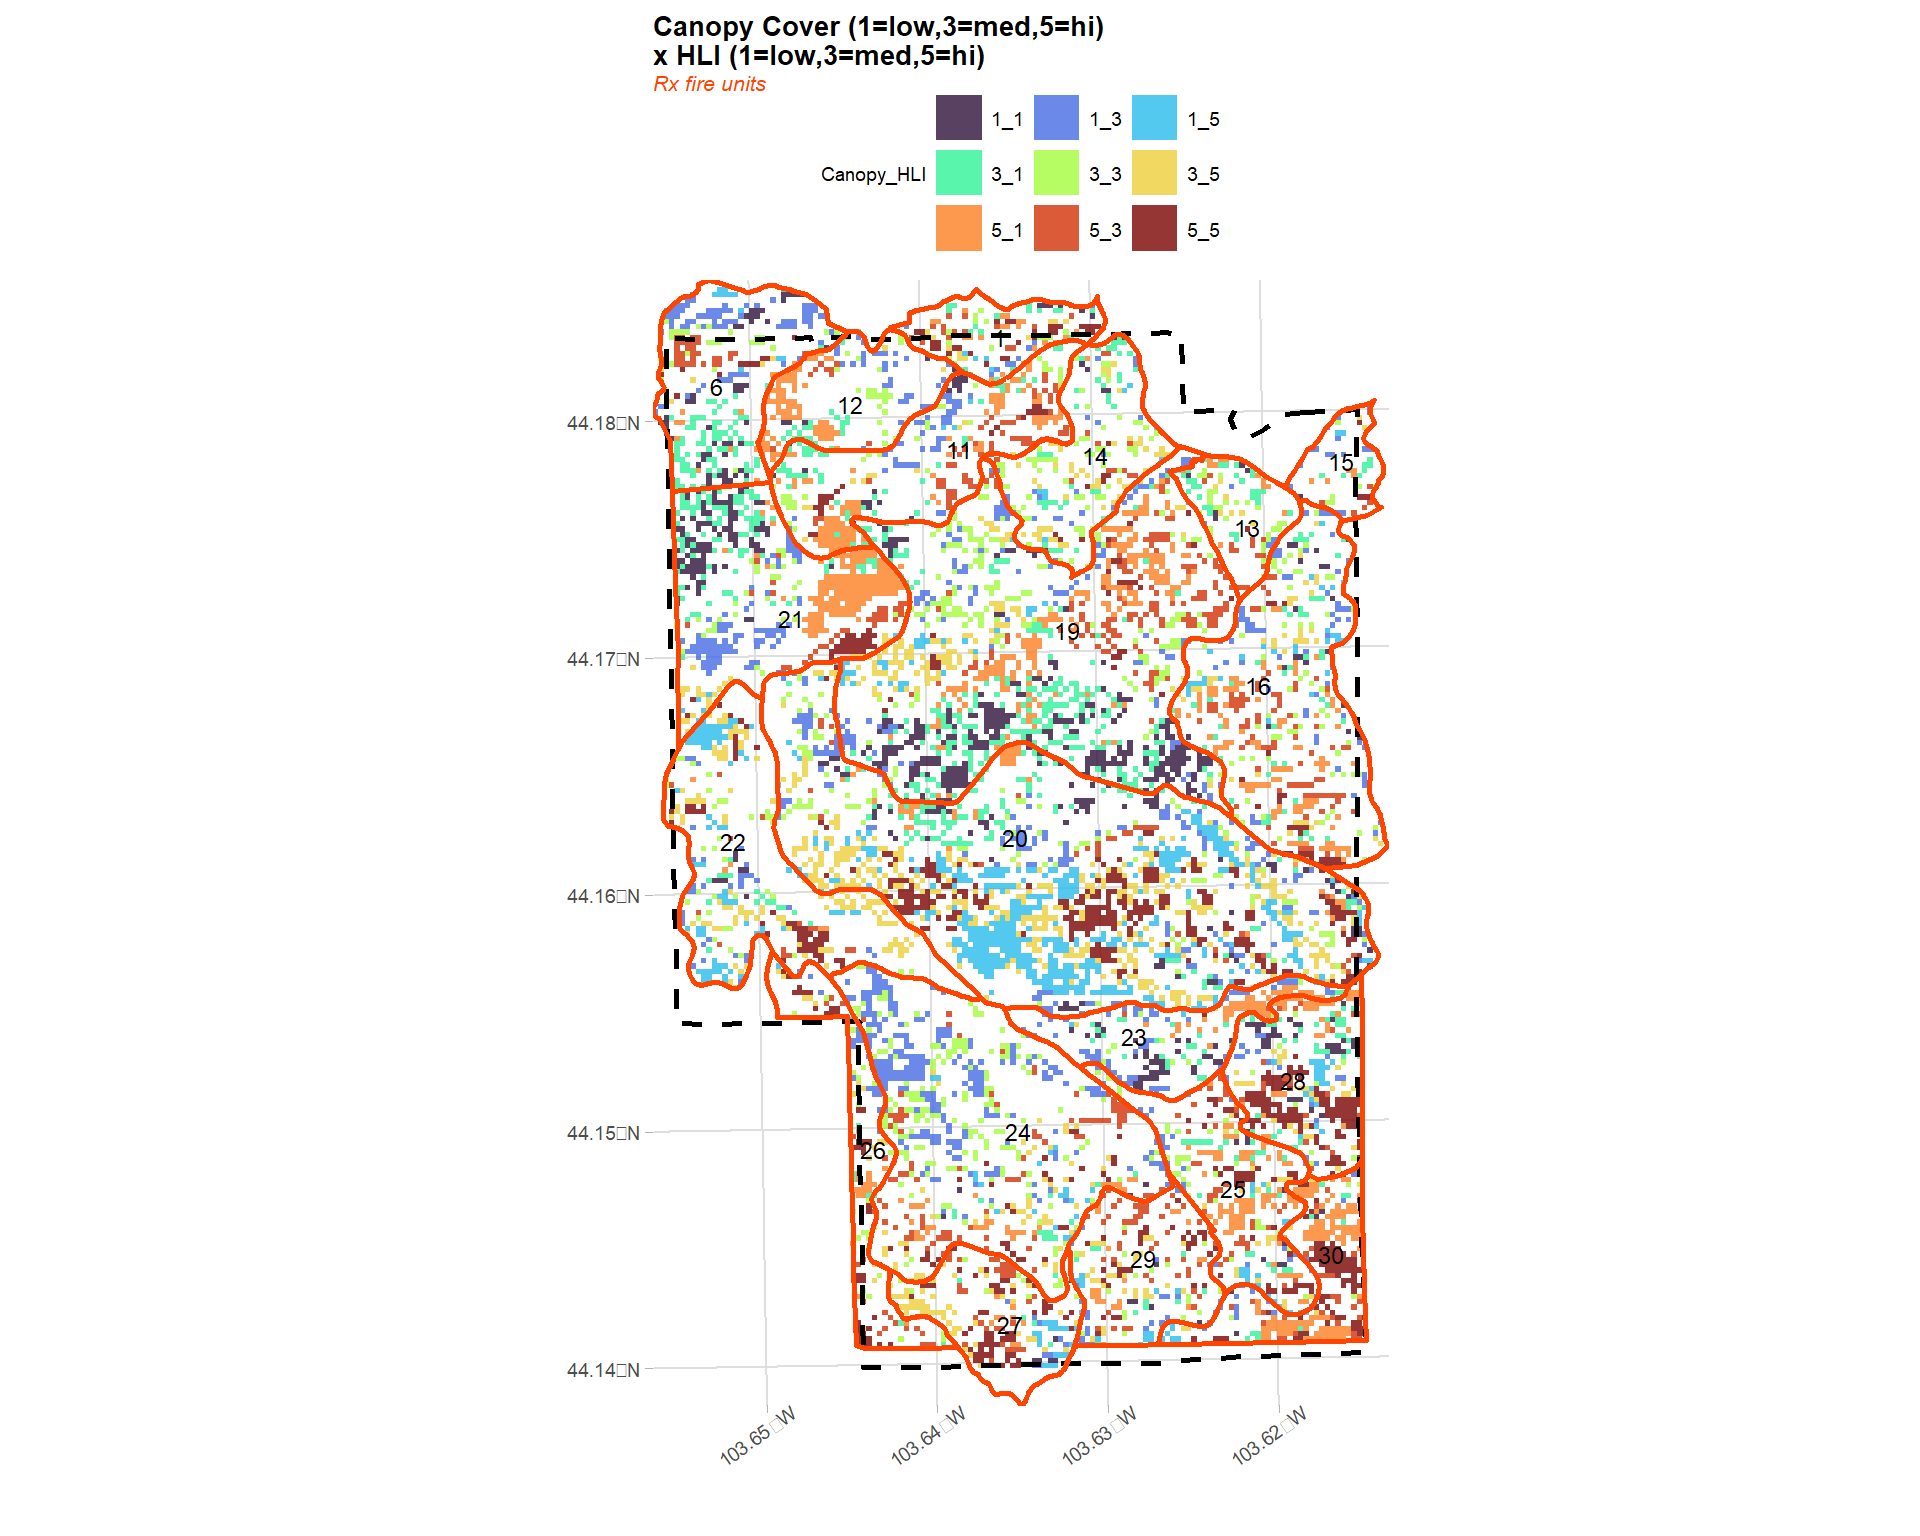 Canopy Cover (1=low,3=med,5=hi)
x HLI (1=low,3=med,5=hi)
Rx fire units
1_1 1_3 1_5
Canopy_HLI 3_1 3_3 3_5
5_1 5_3 5_5
1
6
12
44.18□N
11
14
15
13
21
19
44.17□N
16
20
22
44.16□N
23
28
24
44.15□N
26
25
29
30
27
44.14□N
103.65□W 103.64□W 103.63□W 103.62□W